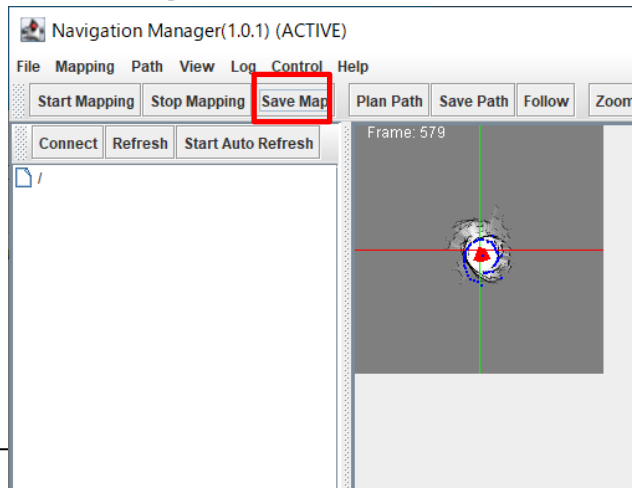 Navigation Manager(1.0.1) (ACTIVE)
File Mapping Path View Log Control Help
Start Mapping Stop Mapping Save Map Plan Path Save Path Follow Zoom
Connect Refresh Start Auto Refresh
Frame: 579
/